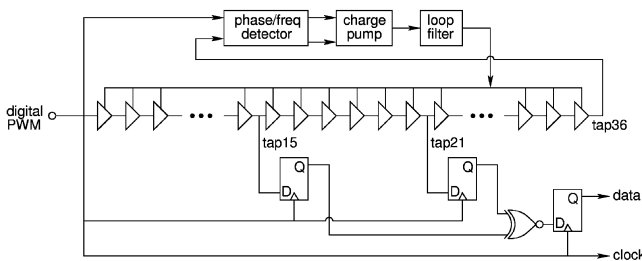 phase/freq
detector
charge
pump
loop
filter
digital
PWM
tap15
tap21
tap36
Q
D
Q
D
Q
D
data
clock